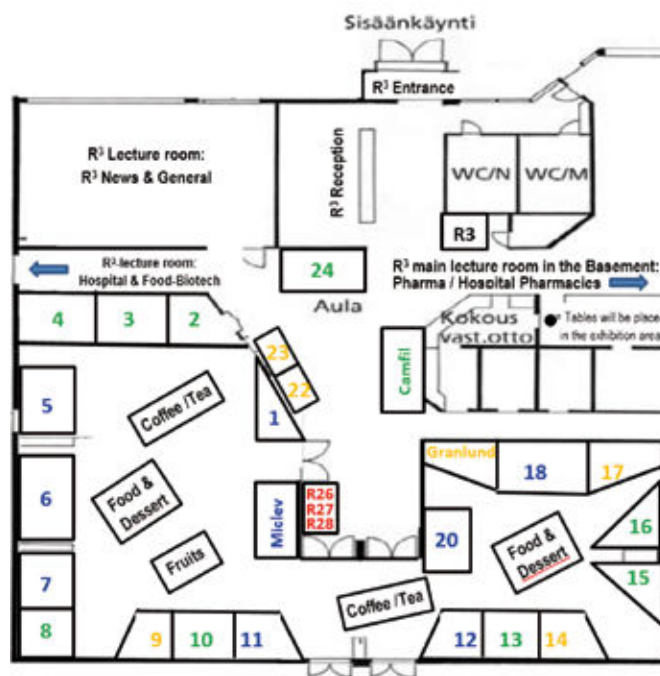 Sisäänkäynti
R³ Entrance
R³ Lecture room:
R³ News & General
R³ Reception
WC/N
WC/M
R3
R³ lecture room:
Hospital & Food-Biotech
24
Aula
R³ main lecture room in the Basement:
Pharma / Hospital Pharmacies
4
3
2
23
22
1
Camfil
Kokous
vast.otto
Tables will be place
in the exhibition area
5
Coffee /Tea
6
Food &
Dessert
Fruits
Miclev
R26
R27
R28
Granlund
18
17
16
20
Food &
Dessert
15
7
8
Coffee /Tea
9
10
11
12
13
14